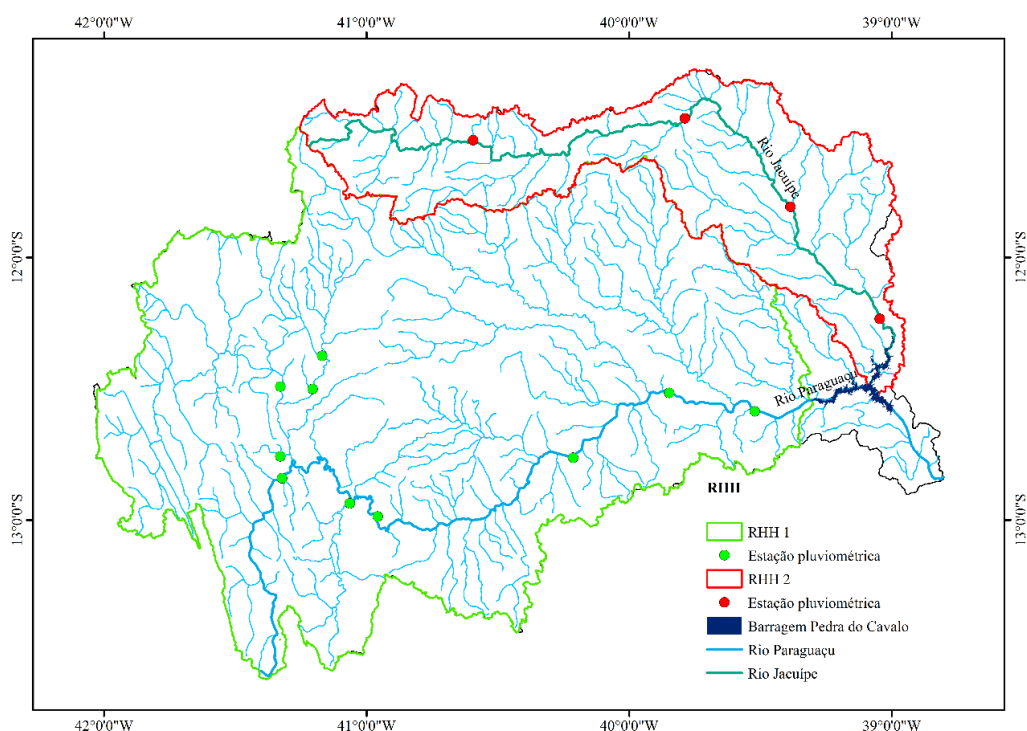 42°0'0"W 41°0'0"W 40°0'0"W 39°0'0"W
Rio Jacuípe
12°0'0"S 12°0'0"S
Rio Paraguaçu
RHH
13°0'0"S 13°0'0"S
RHH 1
Estação pluviométrica
RHH 2
Estação pluviométrica
Barragem Pedra do Cavalo
Rio Paraguaçu
Rio Jacuípe
42°0'0"W 41°0'0"W 40°0'0"W 39°0'0"W